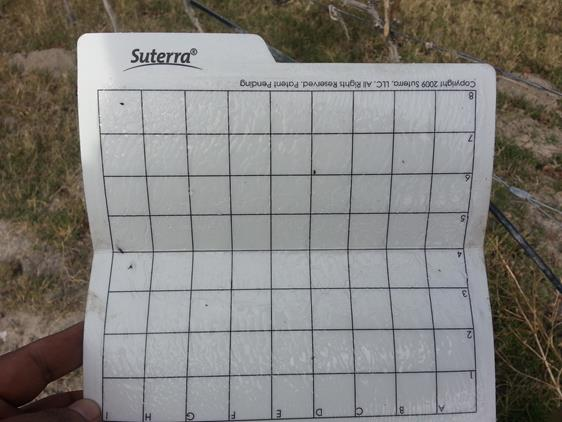 Suterra®
Copyright 2009 Suterra, LLC, All Rights Reserved, Patent Pending
8
7
6
5
4
3
2
1
I H G F E D C B A